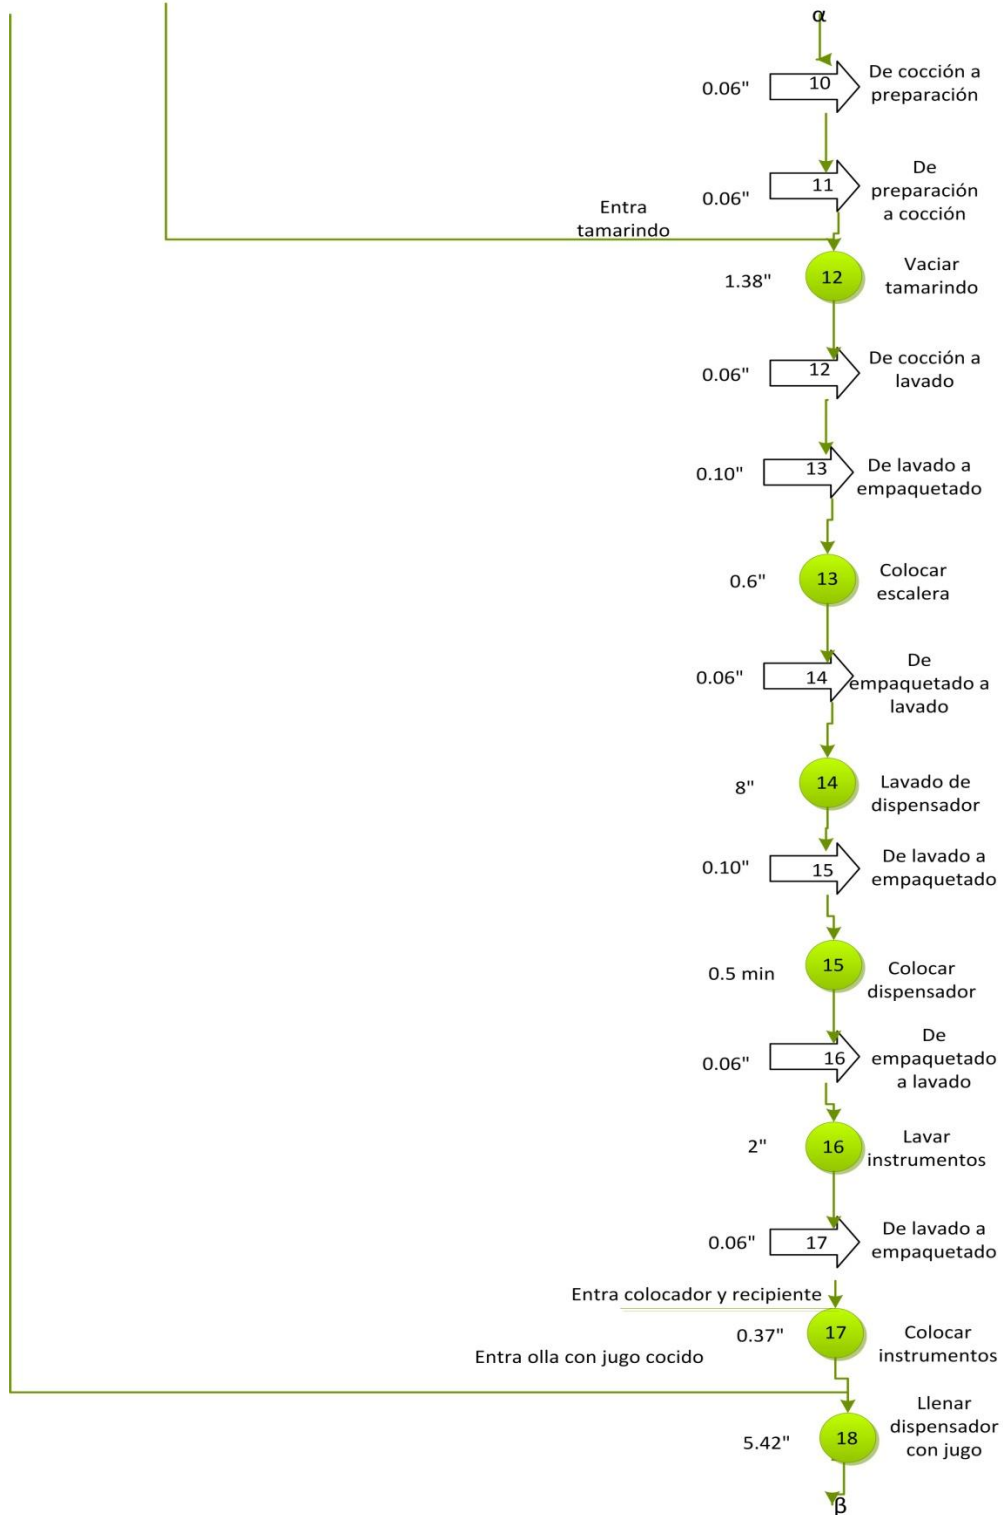 α
0.06"
10
De cocción a
preparación
0.06"
11
De
preparación
a cocción
Entra
tamarindo
1.38"
12
Vaciar
tamarindo
0.06"
12
De cocción a
lavado
0.10"
13
De lavado a
empaquetado
0.6"
13
Colocar
escalera
0.06"
14
De
empaquetado a
lavado
8"
14
Lavado de
dispensador
0.10"
15
De lavado a
empaquetado
0.5 min
15
Colocar
dispensador
0.06"
16
De
empaquetado
a lavado
2"
16
Lavar
instrumentos
0.06"
17
De lavado a
empaquetado
Entra colocador y recipiente
0.37"
17
Colocar
instrumentos
Entra olla con jugo cocido
5.42"
18
Llenar
dispensador
con jugo
β